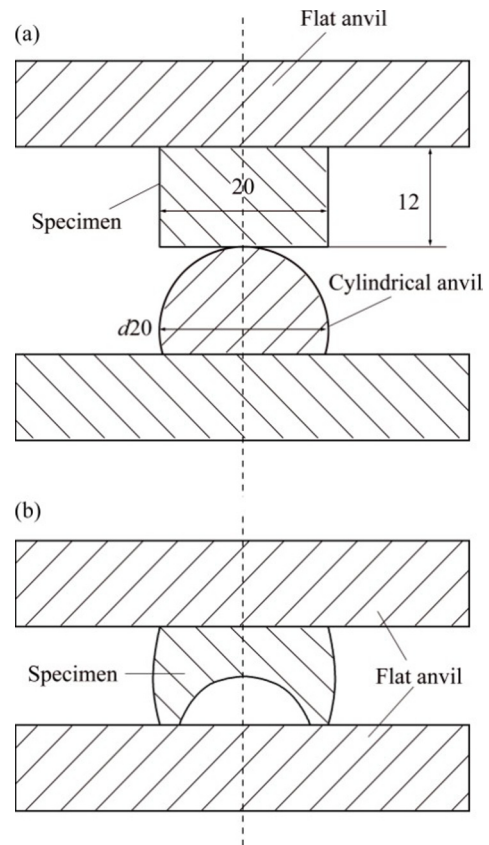 (a)
Flat anvil
20
12
Specimen
Cylindrical anvil
d20
(b)
Specimen
Flat anvil